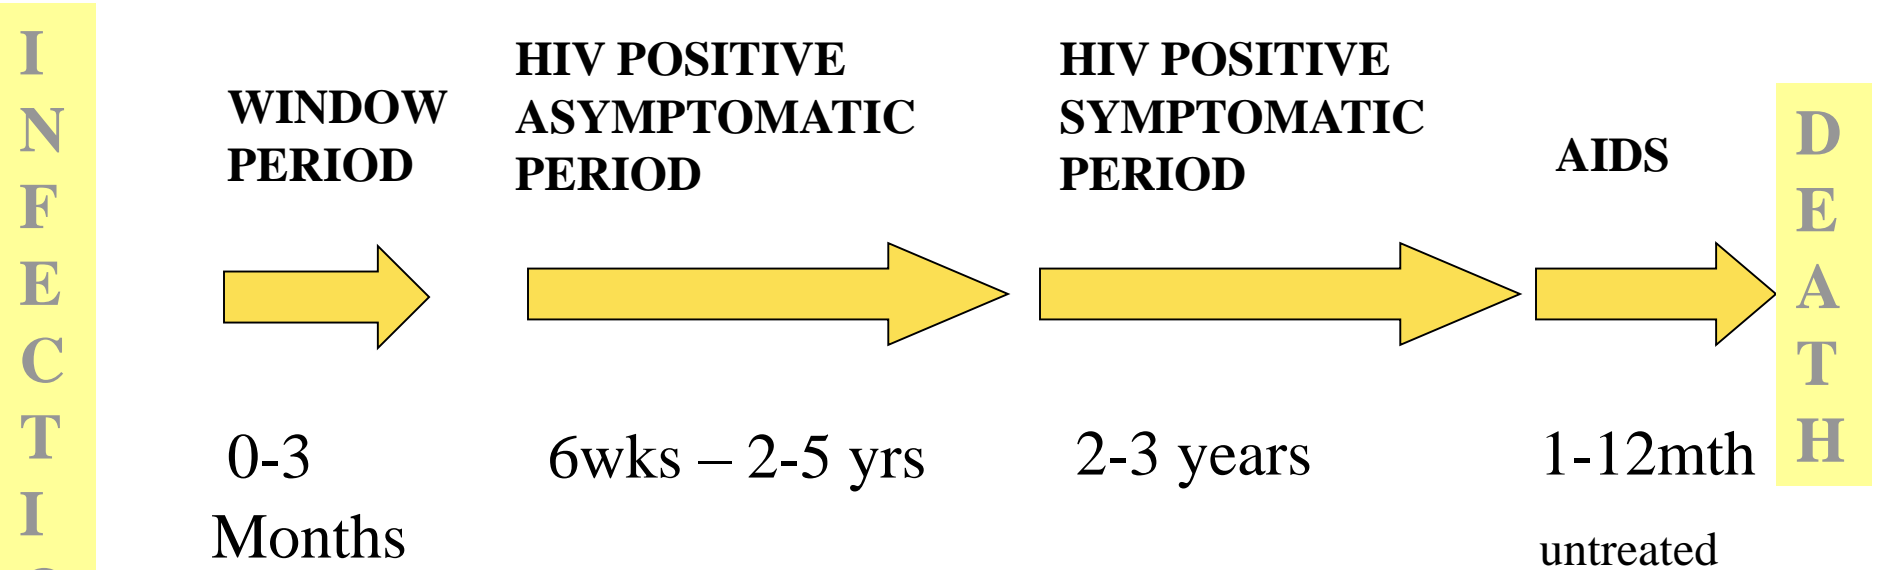 I
N
F
E
C
T
I
WINDOW
PERIOD
HIV POSITIVE
ASYMPTOMATIC
PERIOD
HIV POSITIVE
SYMPTOMATIC
PERIOD
AIDS
0-3
Months
6wks – 2-5 yrs
2-3 years
1-12mth
untreated
D
E
A
T
H